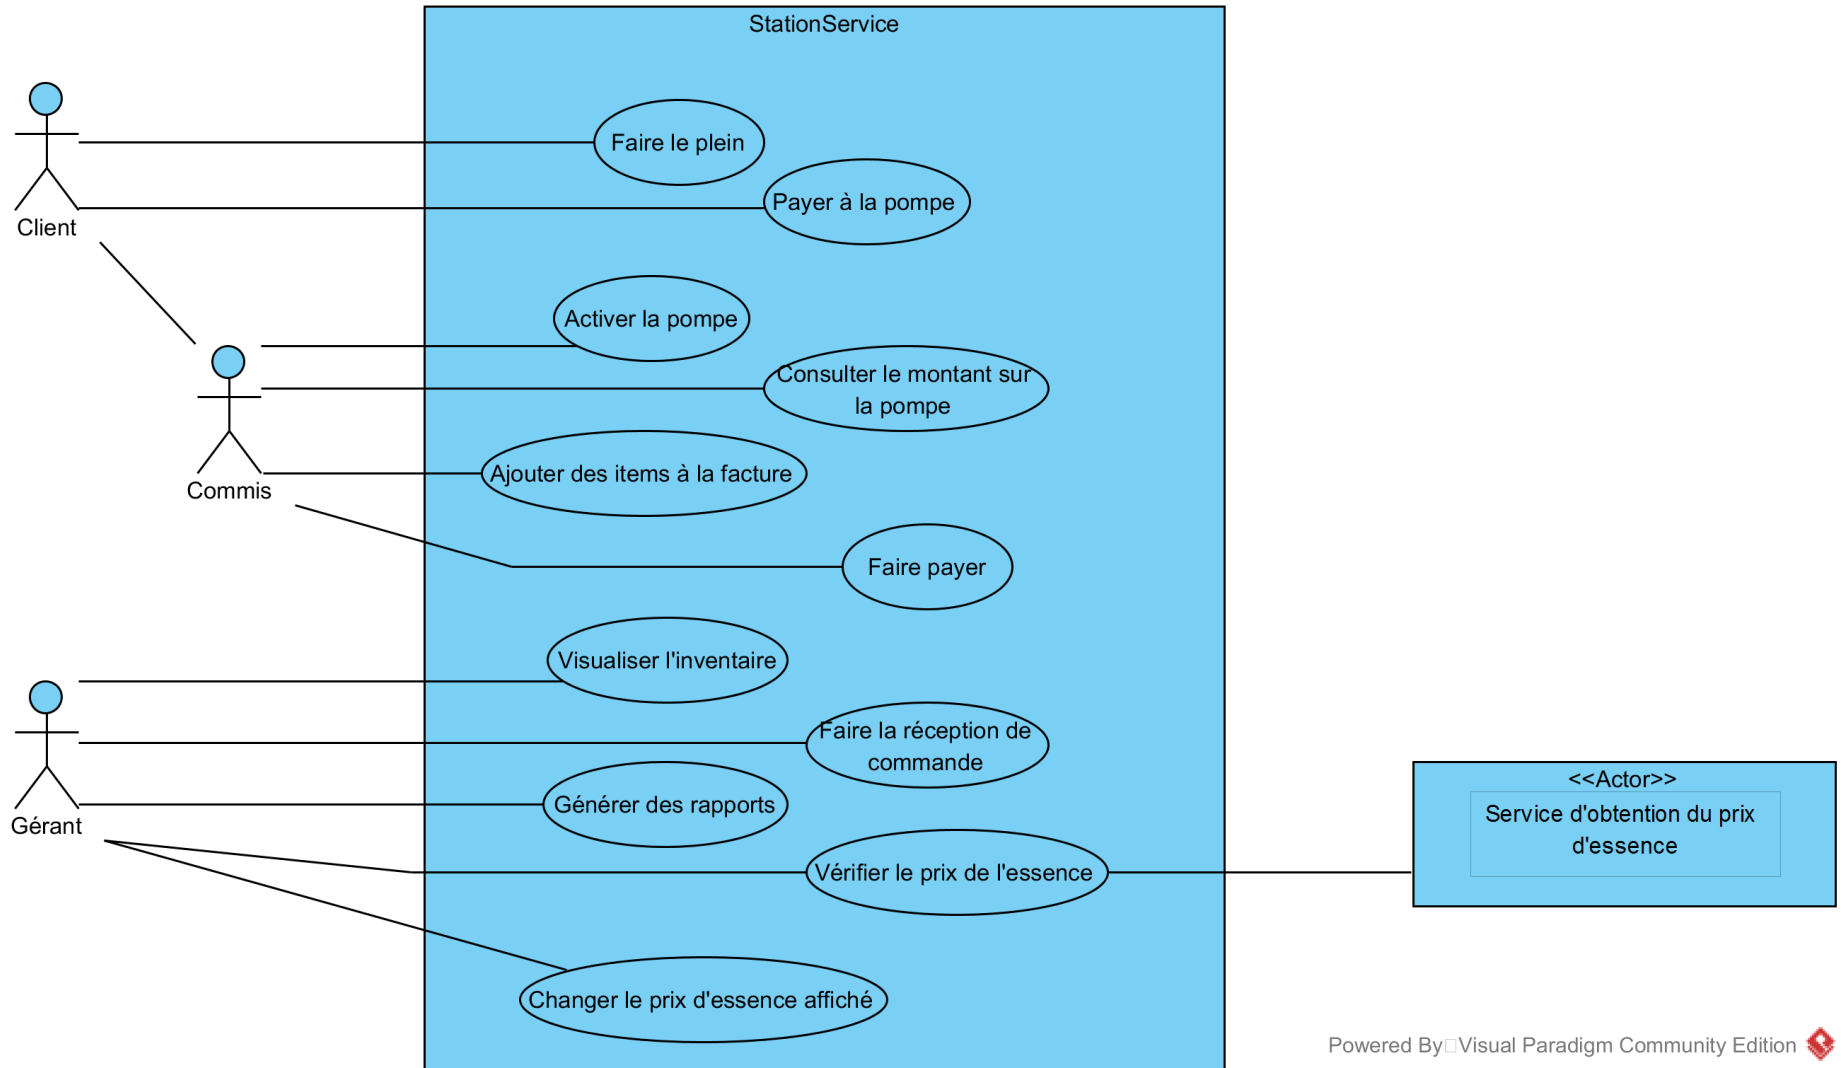 StationService
Faire le plein
Payer à la pompe
Client
Activer la pompe
Consulter le montant sur
la pompe
Ajouter des items à la facture
Commis
Faire payer
Visualiser l'inventaire
Faire la réception de
commande
Générer des rapports
Gérant
<<Actor>>
Service d'obtention du prix
d'essence
Vérifier le prix de l'essence
Changer le prix d'essence affiché
Powered By Visual Paradigm Community Edition